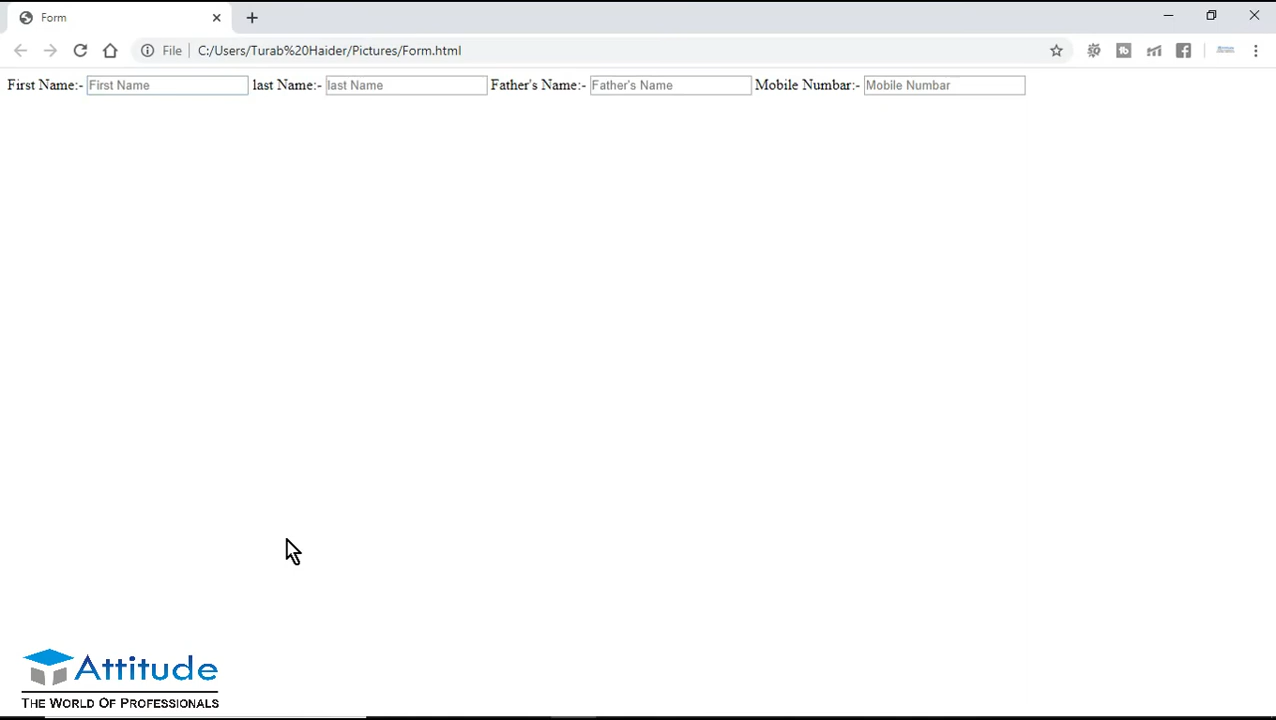 Form
File C:/Users/Turab%20Haider/Pictures/Form.html
First Name:- First Name last Name:- last Name Father's Name:- Father's Name Mobile Numbar:- Mobile Numbar
Attitude
THE WORLD OF PROFESSIONALS